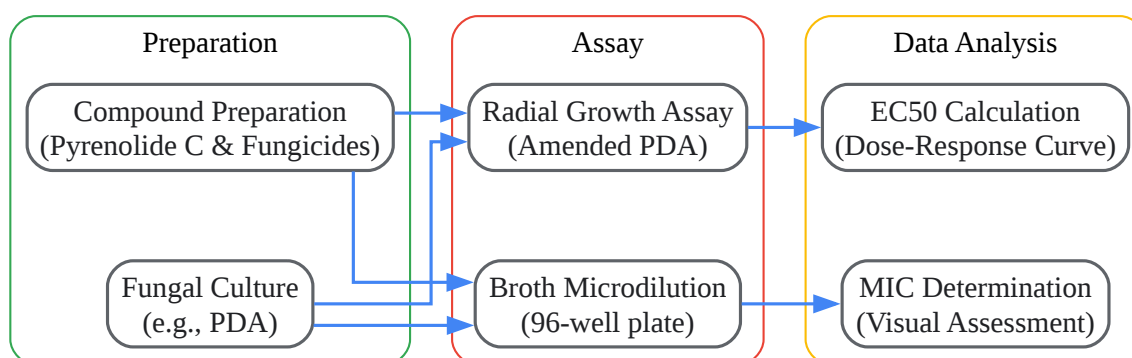 Preparation
Compound Preparation
(Pyrenolide C & Fungicides)
Fungal Culture
(e.g., PDA)
Assay
Radial Growth Assay
(Amended PDA)
Broth Microdilution
(96-well plate)
Data Analysis
EC50 Calculation
(Dose-Response Curve)
MIC Determination
(Visual Assessment)